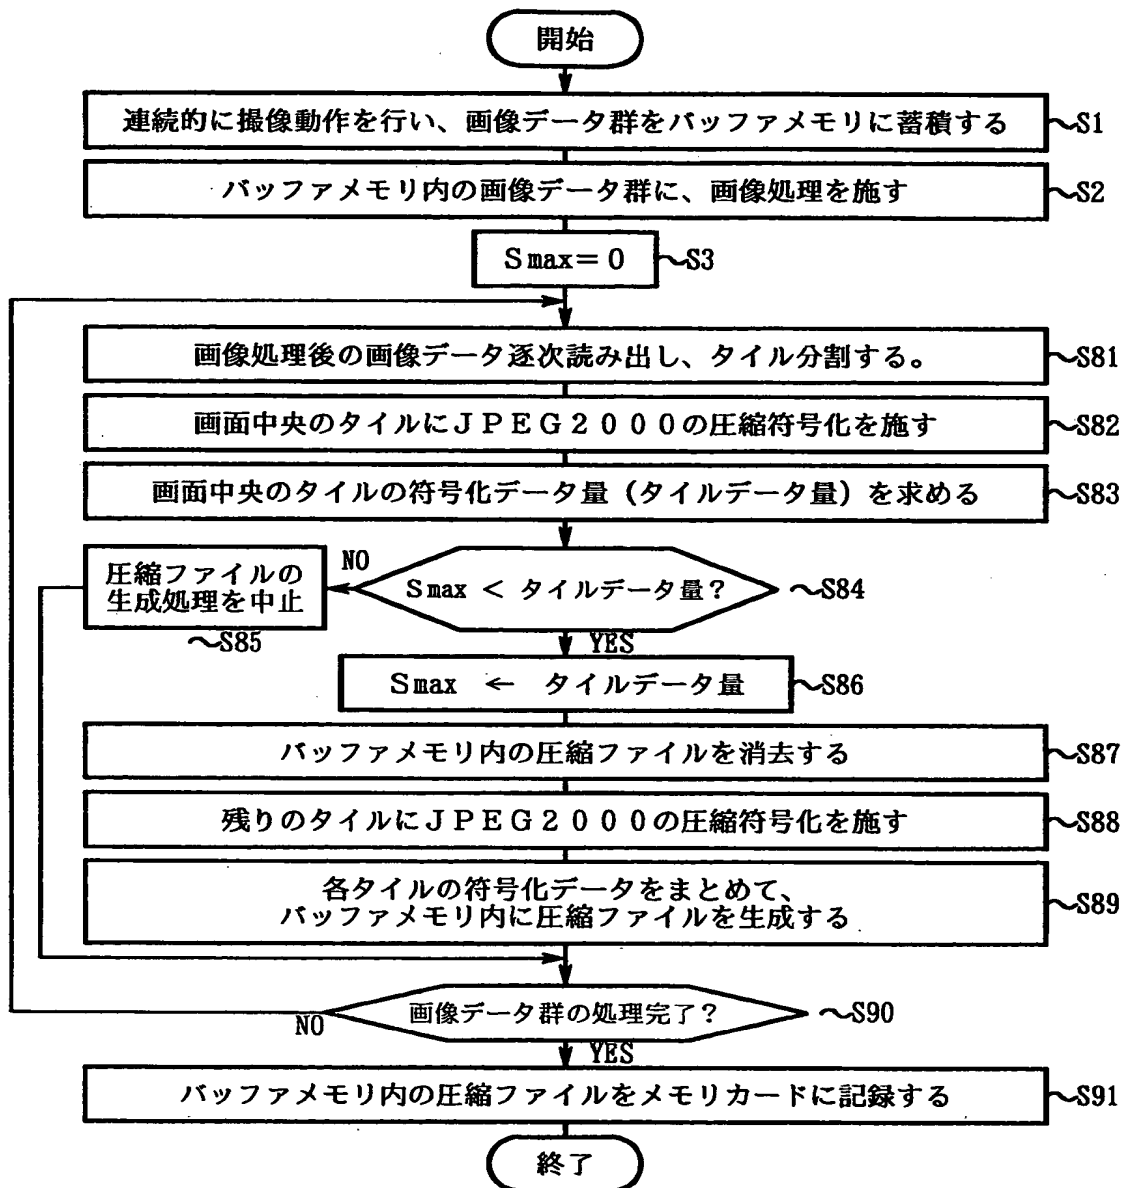 開始
連続的に撮像動作を行い、画像データ群をバッファメモリに蓄積する 〜S1
バッファメモリ内の画像データ群に、画像処理を施す 〜S2
Smax=0 〜S3
画像処理後の画像データ逐次読み出し、タイル分割する。 〜S81
画面中央のタイルにJPEG2000の圧縮符号化を施す 〜S82
画面中央のタイルの符号化データ量（タイルデータ量）を求める 〜S83
Smax < タイルデータ量? 〜S84
NO
圧縮ファイルの
生成処理を中止
〜S85
YES
Smax ← タイルデータ量 〜S86
バッファメモリ内の圧縮ファイルを消去する 〜S87
残りのタイルにJPEG2000の圧縮符号化を施す 〜S88
各タイルの符号化データをまとめて、
バッファメモリ内に圧縮ファイルを生成する 〜S89
画像データ群の処理完了? 〜S90
NO
YES
バッファメモリ内の圧縮ファイルをメモリカードに記録する 〜S91
終了